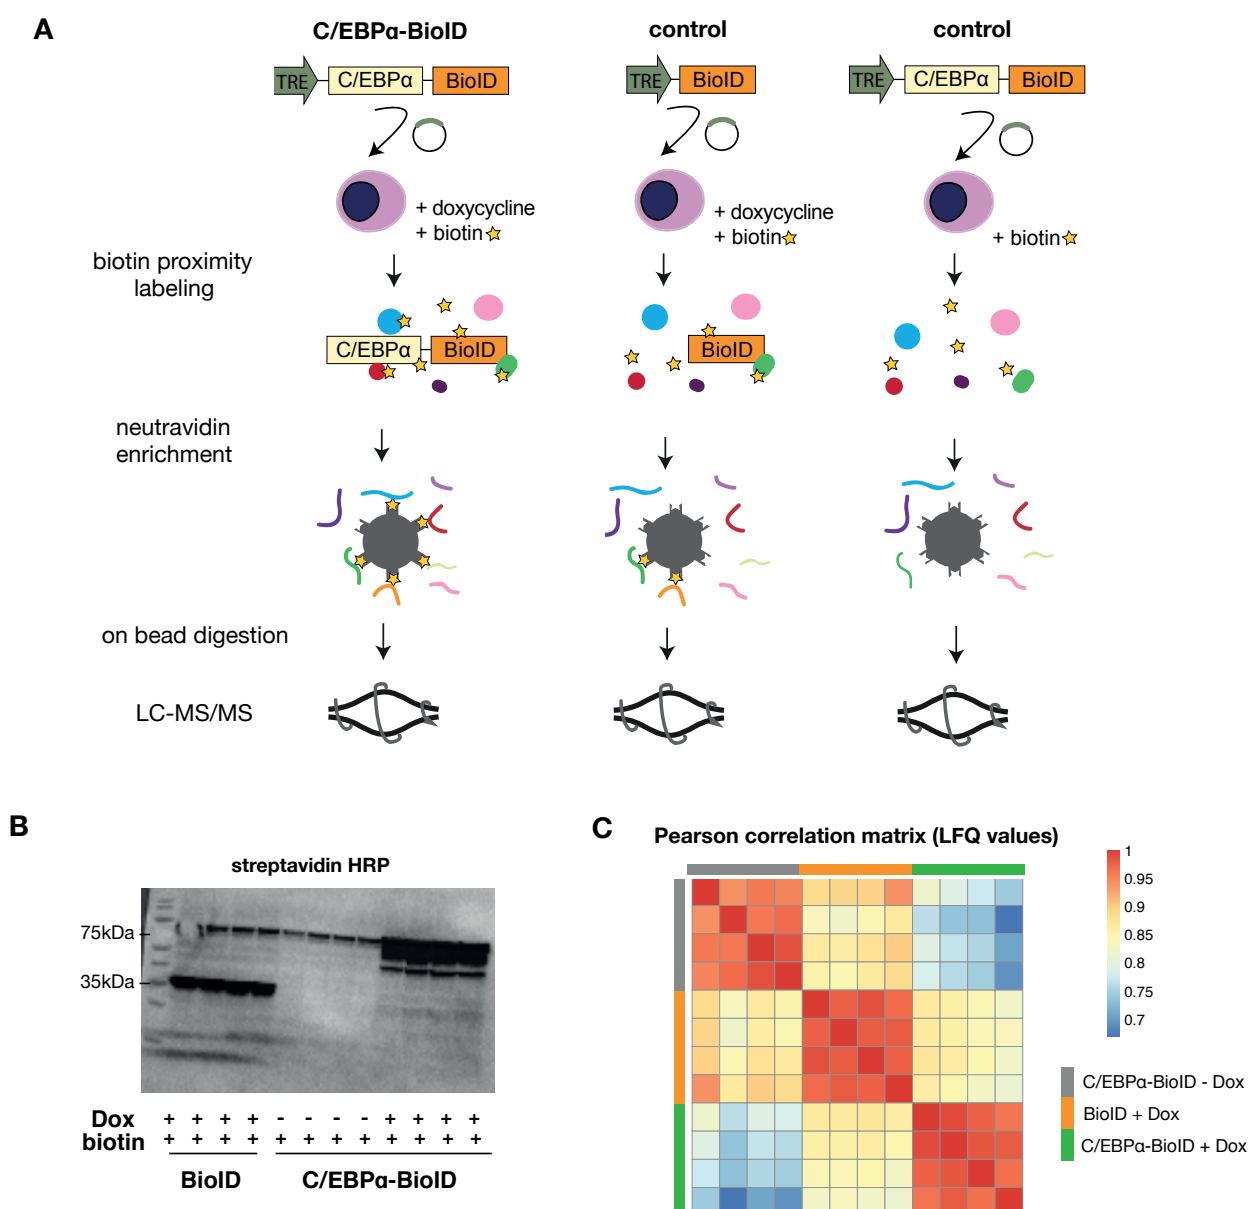 A
C/EBPα-BioID
control
control
TRE C/EBPα BioID
TRE BioID
TRE C/EBPα BioID
+ doxycycline
+ biotin
+ doxycycline
+ biotin
+ biotin
biotin proximity
labeling
C/EBPα BioID
BioID
neutravidin
enrichment
on bead digestion
LC-MS/MS
B
streptavidin HRP
75kDa
35kDa
Dox + + + + - - - - + + + +
biotin + + + + + + + + + + + +
BioID C/EBPα-BioID
C
Pearson correlation matrix (LFQ values)
1
0.95
0.9
0.85
0.8
0.75
0.7
C/EBPα-BioID - Dox
BioID + Dox
C/EBPα-BioID + Dox